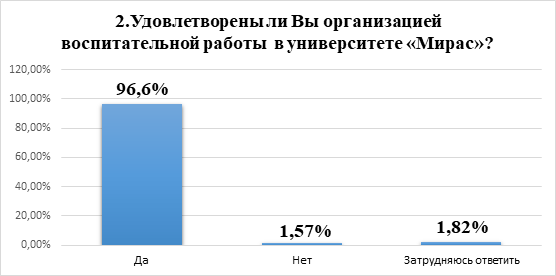 2.Удовлетворены ли Вы организацией
воспитательной работы в университете «Мирас»?
120,00%
100,00%
80,00%
60,00%
40,00%
20,00%
0,00%
96,6%
1,57%
1,82%
Да
Нет
Затрудняюсь ответить